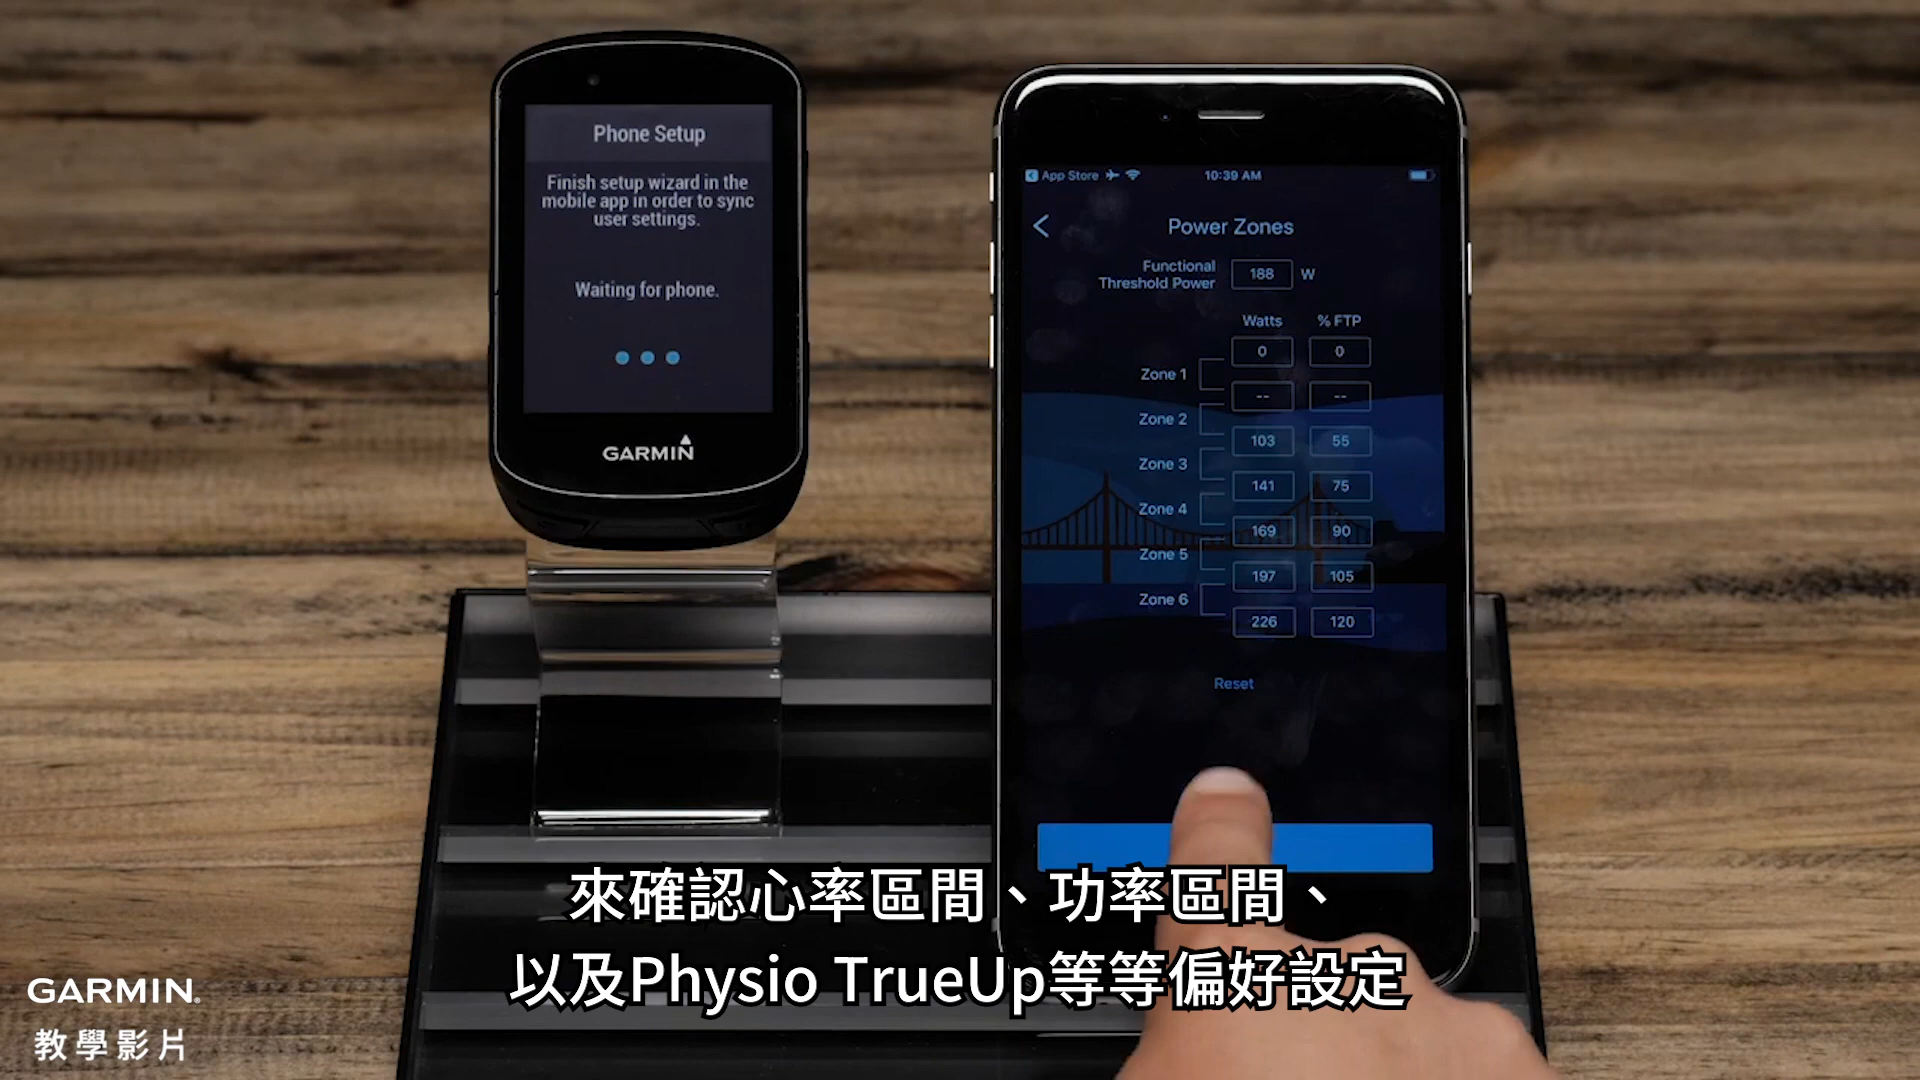 Phone Setup
Finish setup wizard in the
mobile app in order to sync
user settings.
Waiting for phone.
GARMIN
App Store
10:39 AM
Power Zones
Functional
Threshold Power
188 W
Watts % FTP
0 0
Zone 1
-- --
Zone 2
103 55
Zone 3
141 75
Zone 4
169 90
Zone 5
197 105
Zone 6
226 120
Reset
來確認心率區間、功率區間、
以及Physio TrueUp等等偏好設定
GARMIN
教學影片